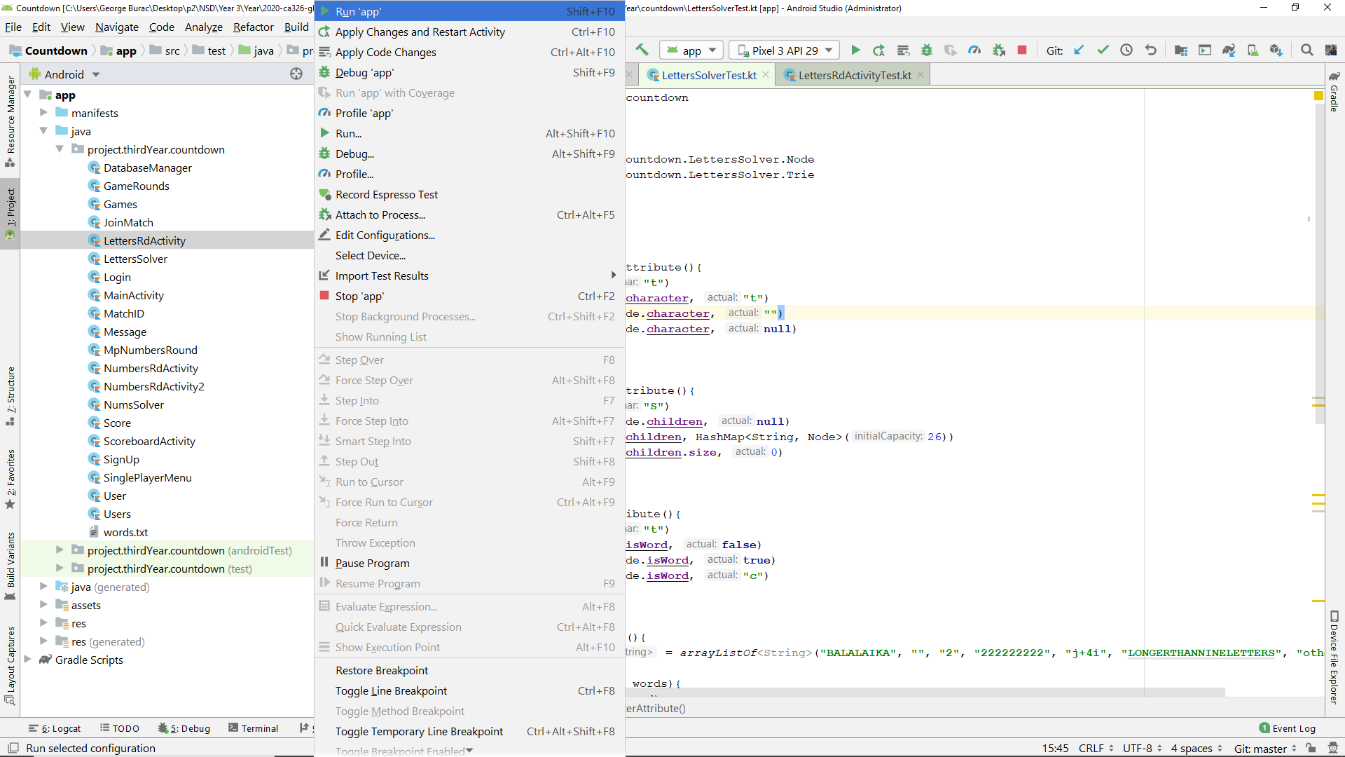 Countdown [C:\Users\George Burac\Desktop\p2\NSD\Year 3\Year\2020-ca326-gl
ear\countdown\LettersSolverTest.kt [app] - Android Studio (Administrator)
File Edit View Navigate Code Analyze Refactor Build
Countdown app src test java pr
app Pixel 3 API 29 Git:
Android
LettersSolverTest.kt LettersRdActivityTest.kt
app
manifests
java
project.thirdYear.countdown
DatabaseManager
GameRounds
Games
JoinMatch
LettersRdActivity
LettersSolver
Login
MainActivity
MatchID
Message
MpNumbersRound
NumbersRdActivity
NumbersRdActivity2
NumsSolver
Score
ScoreboardActivity
SignUp
SinglePlayerMenu
User
Users
words.txt
project.thirdYear.countdown (androidTest)
project.thirdYear.countdown (test)
java (generated)
assets
res
res (generated)
Gradle Scripts
Resource Manager
1: Project
7: Structure
2: Favorites
Build Variants
Layout Captures
Run 'app' Shift+F10
Apply Changes and Restart Activity Ctrl+F10
Apply Code Changes Ctrl+Alt+F10
Debug 'app' Shift+F9
Run 'app' with Coverage
Profile 'app'
Run... Alt+Shift+F10
Debug... Alt+Shift+F9
Profile...
Record Espresso Test
Attach to Process... Ctrl+Alt+F5
Edit Configurations...
Select Device...
Import Test Results
Stop 'app' Ctrl+F2
Stop Background Processes... Ctrl+Shift+F2
Show Running List
Step Over F8
Force Step Over Alt+Shift+F8
Step Into F7
Force Step Into Alt+Shift+F7
Smart Step Into Shift+F7
Step Out Shift+F8
Run to Cursor Alt+F9
Force Run to Cursor Ctrl+Alt+F9
Force Return
Throw Exception
Pause Program
Resume Program F9
Evaluate Expression... Alt+F8
Quick Evaluate Expression Ctrl+Alt+F8
Show Execution Point Alt+F10
Restore Breakpoint
Toggle Line Breakpoint Ctrl+F8
Toggle Method Breakpoint
Toggle Temporary Line Breakpoint Ctrl+Alt+Shift+F8
Toggle Breakpoint Enabled
countdown
ountdown.LettersSolver.Node
ountdown.LettersSolver.Trie
ttribute(){
har: "t")
character, actual: "t")
de.character, actual: "")
de.character, actual: null)
tribute(){
ar: "S")
de.children, actual: null)
children, HashMap<String, Node>( initialCapacity: 26))
children.size, actual: 0)
ibute(){
ar: "t")
isWord, actual: false)
de.isWord, actual: true)
de.isWord, actual: "c")
(){
tring> = arrayListOf<String>("BALALAIKA", "", "2", "222222222", "j+4i", "LONGERTHANNINELETTERS", "oth
words){
terAttribute()
Gradle
Device File Explorer
6: Logcat TODO 5: Debug Terminal
1 Event Log
Run selected configuration
15:45 CRLF UTF-8 4 spaces Git: master